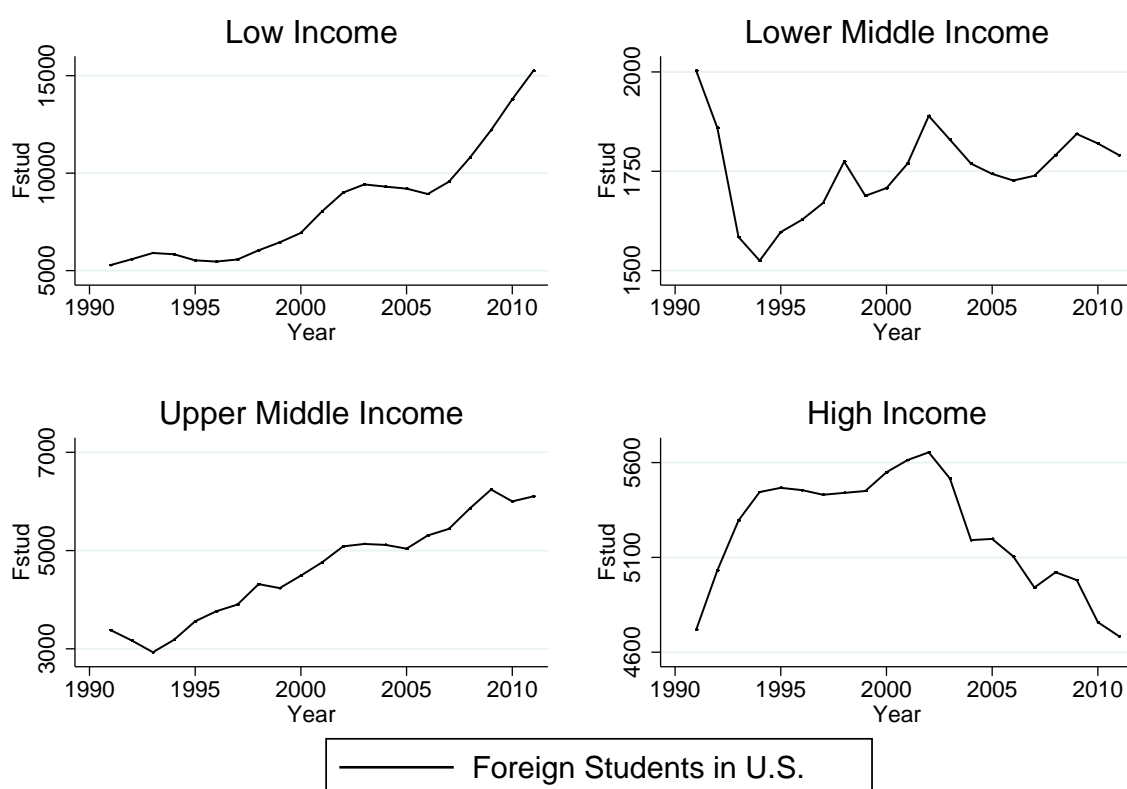 Low Income
15000
10000
5000
Fstud
1990 1995 2000 2005 2010
Year
Lower Middle Income
2000
1750
1500
Fstud
1990 1995 2000 2005 2010
Year
Upper Middle Income
7000
5000
3000
Fstud
1990 1995 2000 2005 2010
Year
High Income
5600
5100
4600
Fstud
1990 1995 2000 2005 2010
Year
Foreign Students in U.S.